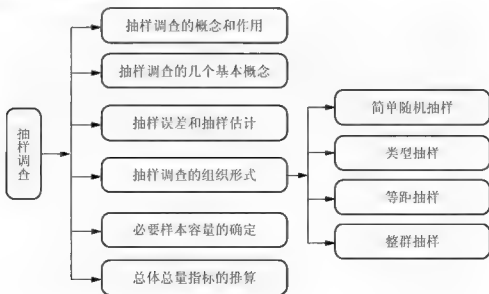 抽样调查
抽样调查的概念和作用
抽样调查的几个基本概念
抽样误差和抽样估计
抽样调查的组织形式
必要样本容量的确定
总体总量指标的推算
简单随机抽样
类型抽样
等距抽样
整群抽样